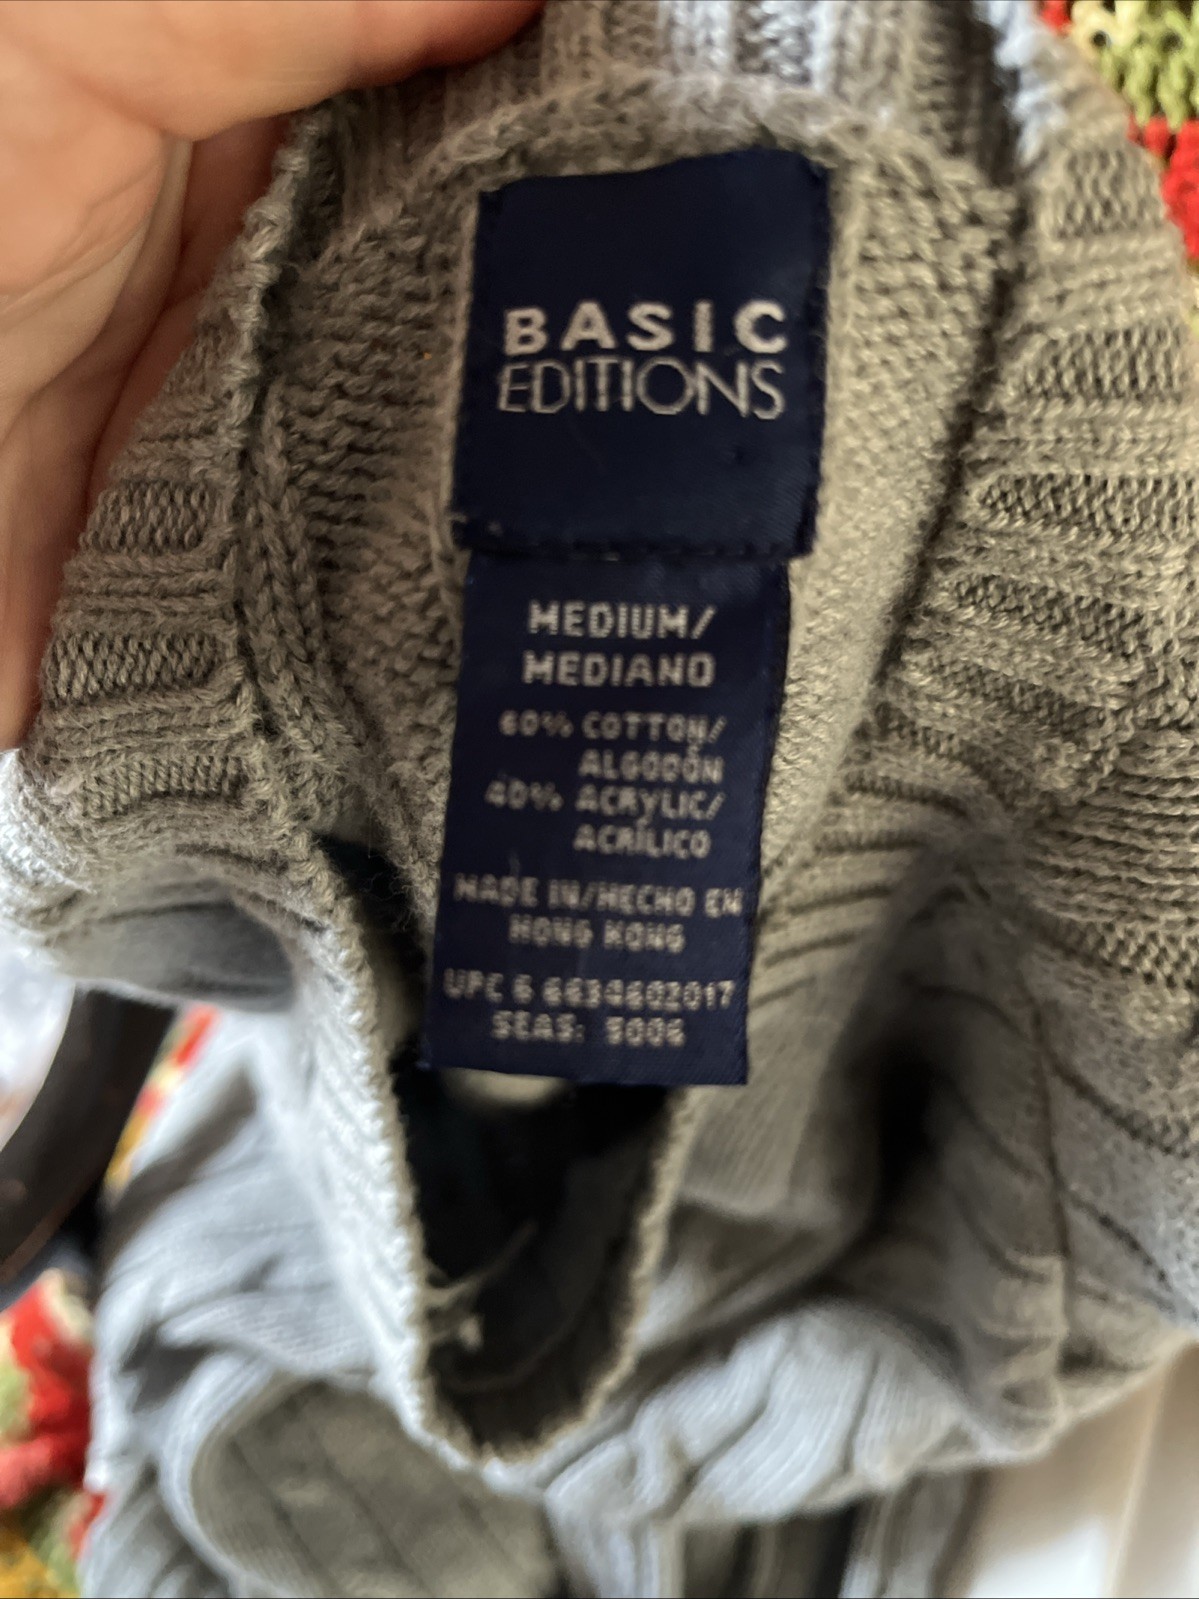 BASIC
EDITIONS
MEDIUM/
MEDIANO
60% COTTON/
ALGODÓN
40% ACRYLIC/
ACRÍLICO
MADE IN/HECHO EN
HONG KONG
UPC 6 6634602017
SEAS: 5006